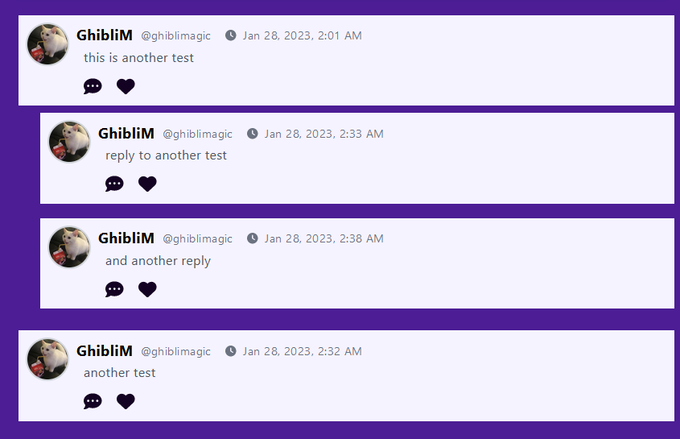 GhibliM @ghiblimagic Jan 28, 2023, 2:01 AM
this is another test
GhibliM @ghiblimagic Jan 28, 2023, 2:33 AM
reply to another test
GhibliM @ghiblimagic Jan 28, 2023, 2:38 AM
and another reply
GhibliM @ghiblimagic Jan 28, 2023, 2:32 AM
another test